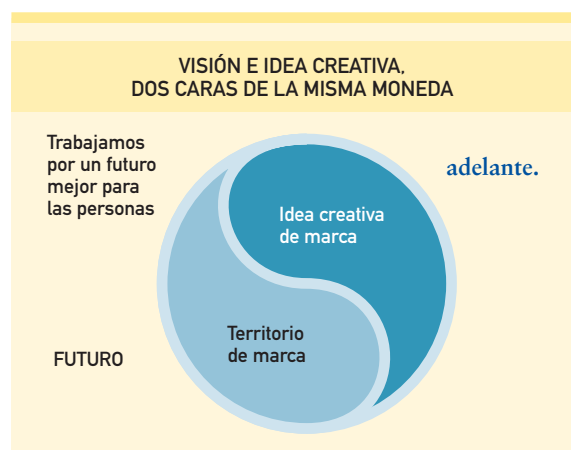 VISIÓN E IDEA CREATIVA,
DOS CARAS DE LA MISMA MONEDA
Trabajamos
por un futuro
mejor para
las personas
adelante.
Idea creativa
de marca
Territorio
de marca
FUTURO